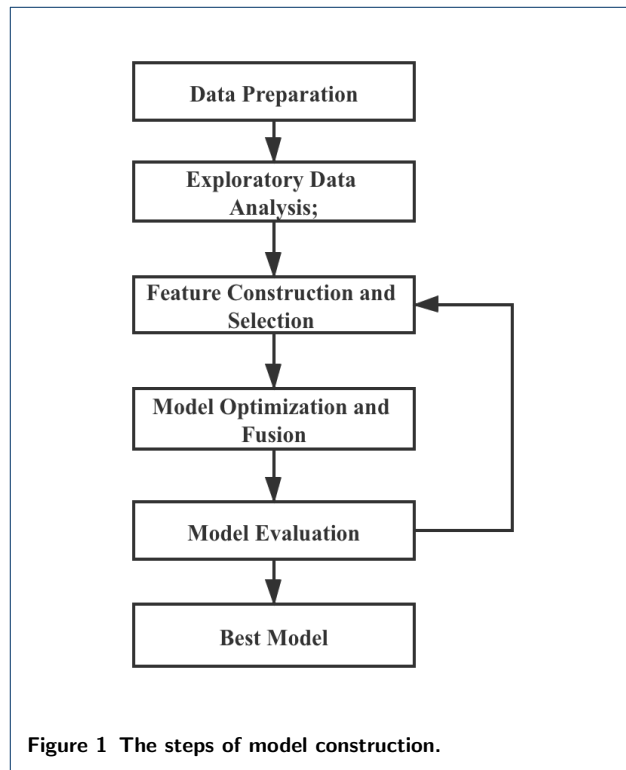 Data Preparation
Exploratory Data
Analysis;
Feature Construction and
Selection
Model Optimization and
Fusion
Model Evaluation
Best Model
Figure 1 The steps of model construction.